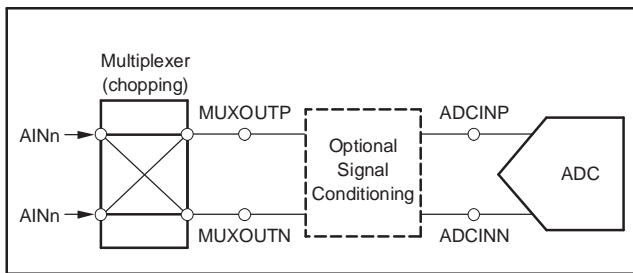 Multiplexer
(chopping)
MUXOUTP
ADCINP
AINn
Optional
Signal
Conditioning
ADC
AINn
MUXOUTN
ADCINN